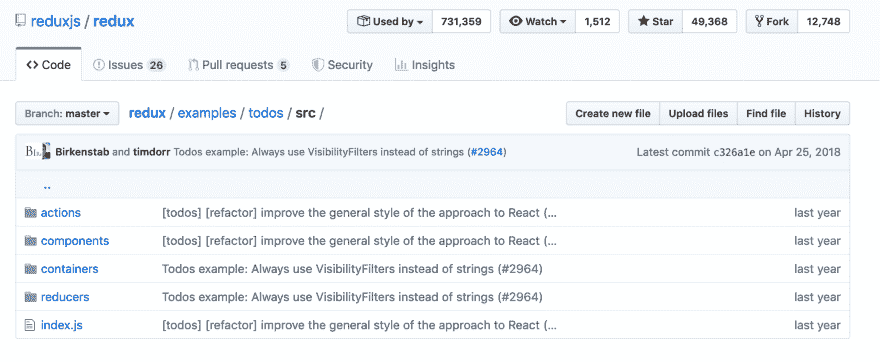 reduxjs / redux Used by 731,359 Watch 1,512 Star 49,368 Fork 12,748
Code Issues 26 Pull requests 5 Security Insights
Branch: master redux / examples / todos / src / Create new file Upload files Find file History
Birkenstab and timdorr Todos example: Always use VisibilityFilters instead of strings (#2964) Latest commit c326a1e on Apr 25, 2018
..
actions [todos] [refactor] improve the general style of the approach to React (… last year
components [todos] [refactor] improve the general style of the approach to React (… last year
containers Todos example: Always use VisibilityFilters instead of strings (#2964) last year
reducers Todos example: Always use VisibilityFilters instead of strings (#2964) last year
index.js [todos] [refactor] improve the general style of the approach to React (… last year